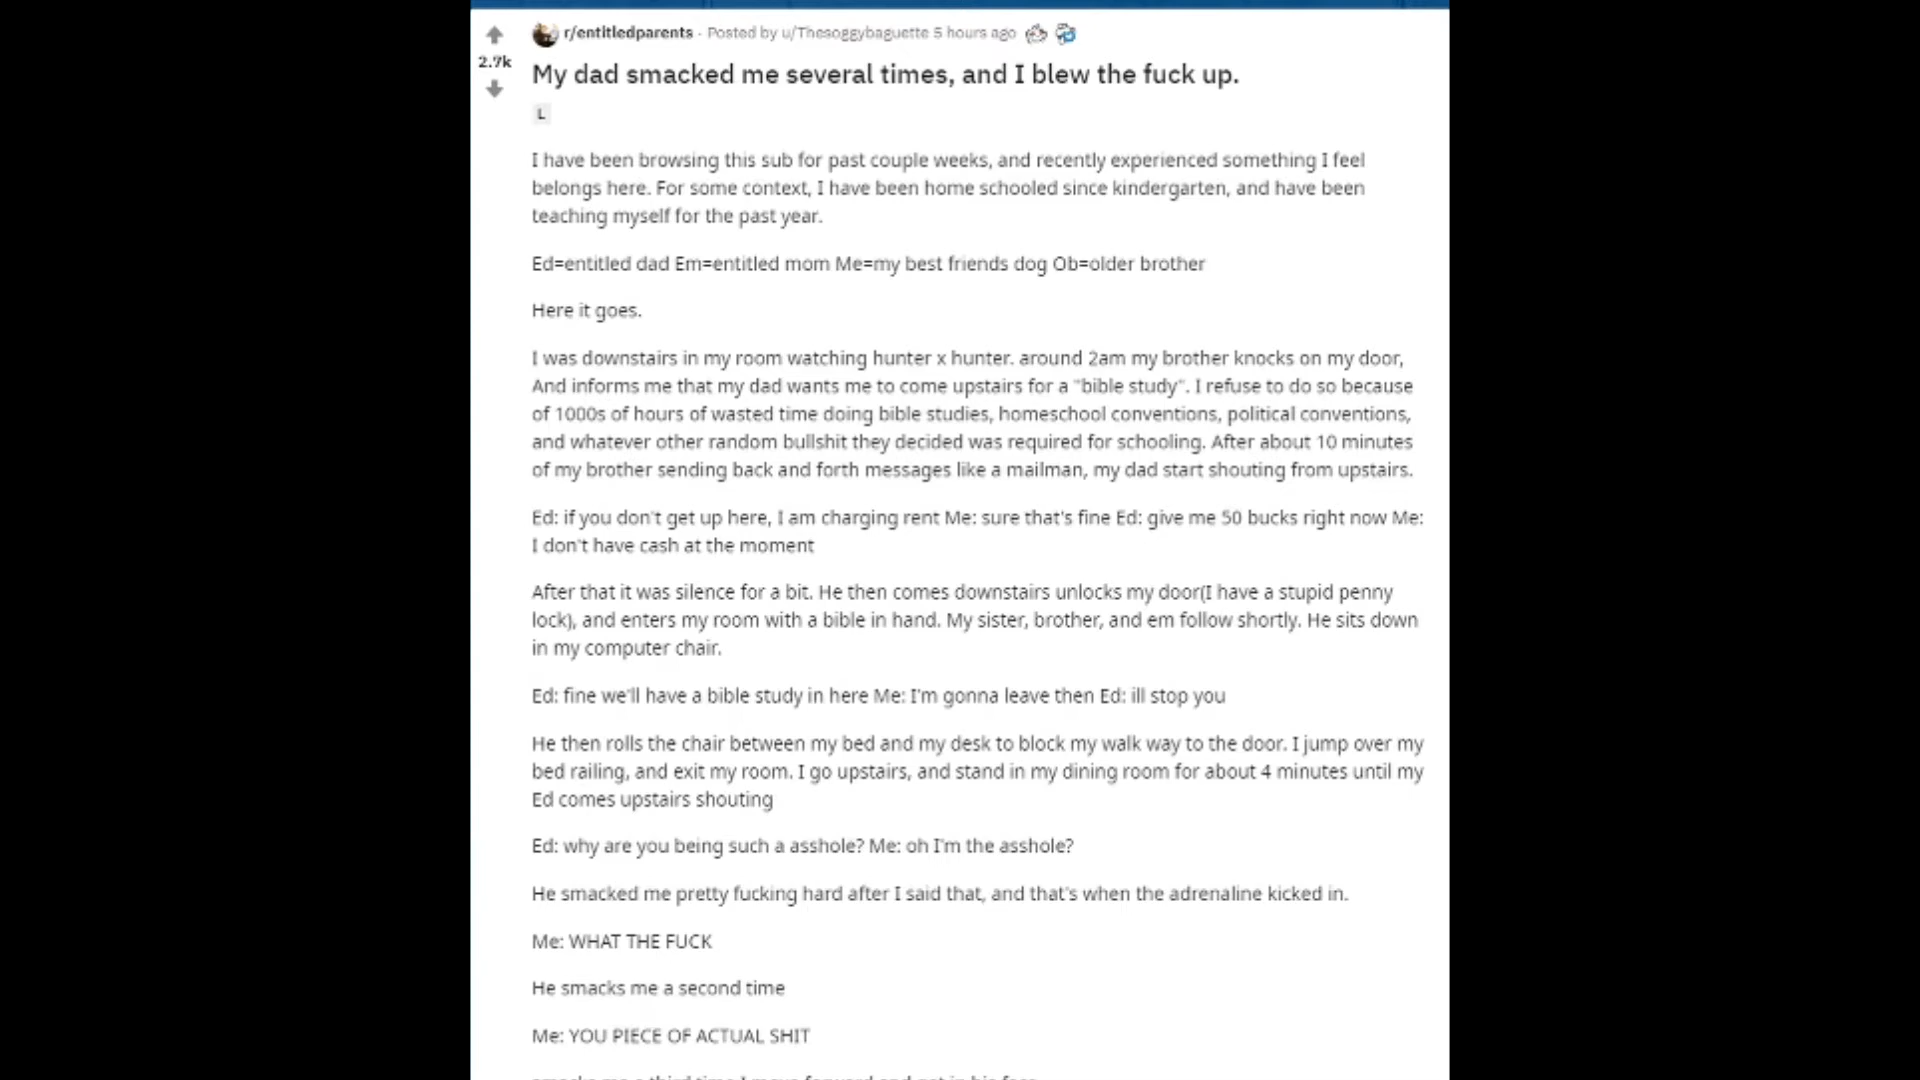 r/entitledparents · Posted by u/Thesoggybaguette 5 hours ago
2.7k
My dad smacked me several times, and I blew the fuck up.
L
I have been browsing this sub for past couple weeks, and recently experienced something I feel
belongs here. For some context, I have been home schooled since kindergarten, and have been
teaching myself for the past year.
Ed=entitled dad Em=entitled mom Me=my best friends dog Ob=older brother
Here it goes.
I was downstairs in my room watching hunter x hunter. around 2am my brother knocks on my door,
And informs me that my dad wants me to come upstairs for a "bible study". I refuse to do so because
of 1000s of hours of wasted time doing bible studies, homeschool conventions, political conventions,
and whatever other random bullshit they decided was required for schooling. After about 10 minutes
of my brother sending back and forth messages like a mailman, my dad start shouting from upstairs.
Ed: if you don't get up here, I am charging rent Me: sure that's fine Ed: give me 50 bucks right now Me:
I don't have cash at the moment
After that it was silence for a bit. He then comes downstairs unlocks my door(I have a stupid penny
lock), and enters my room with a bible in hand. My sister, brother, and em follow shortly. He sits down
in my computer chair.
Ed: fine we'll have a bible study in here Me: I'm gonna leave then Ed: ill stop you
He then rolls the chair between my bed and my desk to block my walk way to the door. I jump over my
bed railing, and exit my room. I go upstairs, and stand in my dining room for about 4 minutes until my
Ed comes upstairs shouting
Ed: why are you being such a asshole? Me: oh I'm the asshole?
He smacked me pretty fucking hard after I said that, and that's when the adrenaline kicked in.
Me: WHAT THE FUCK
He smacks me a second time
Me: YOU PIECE OF ACTUAL SHIT